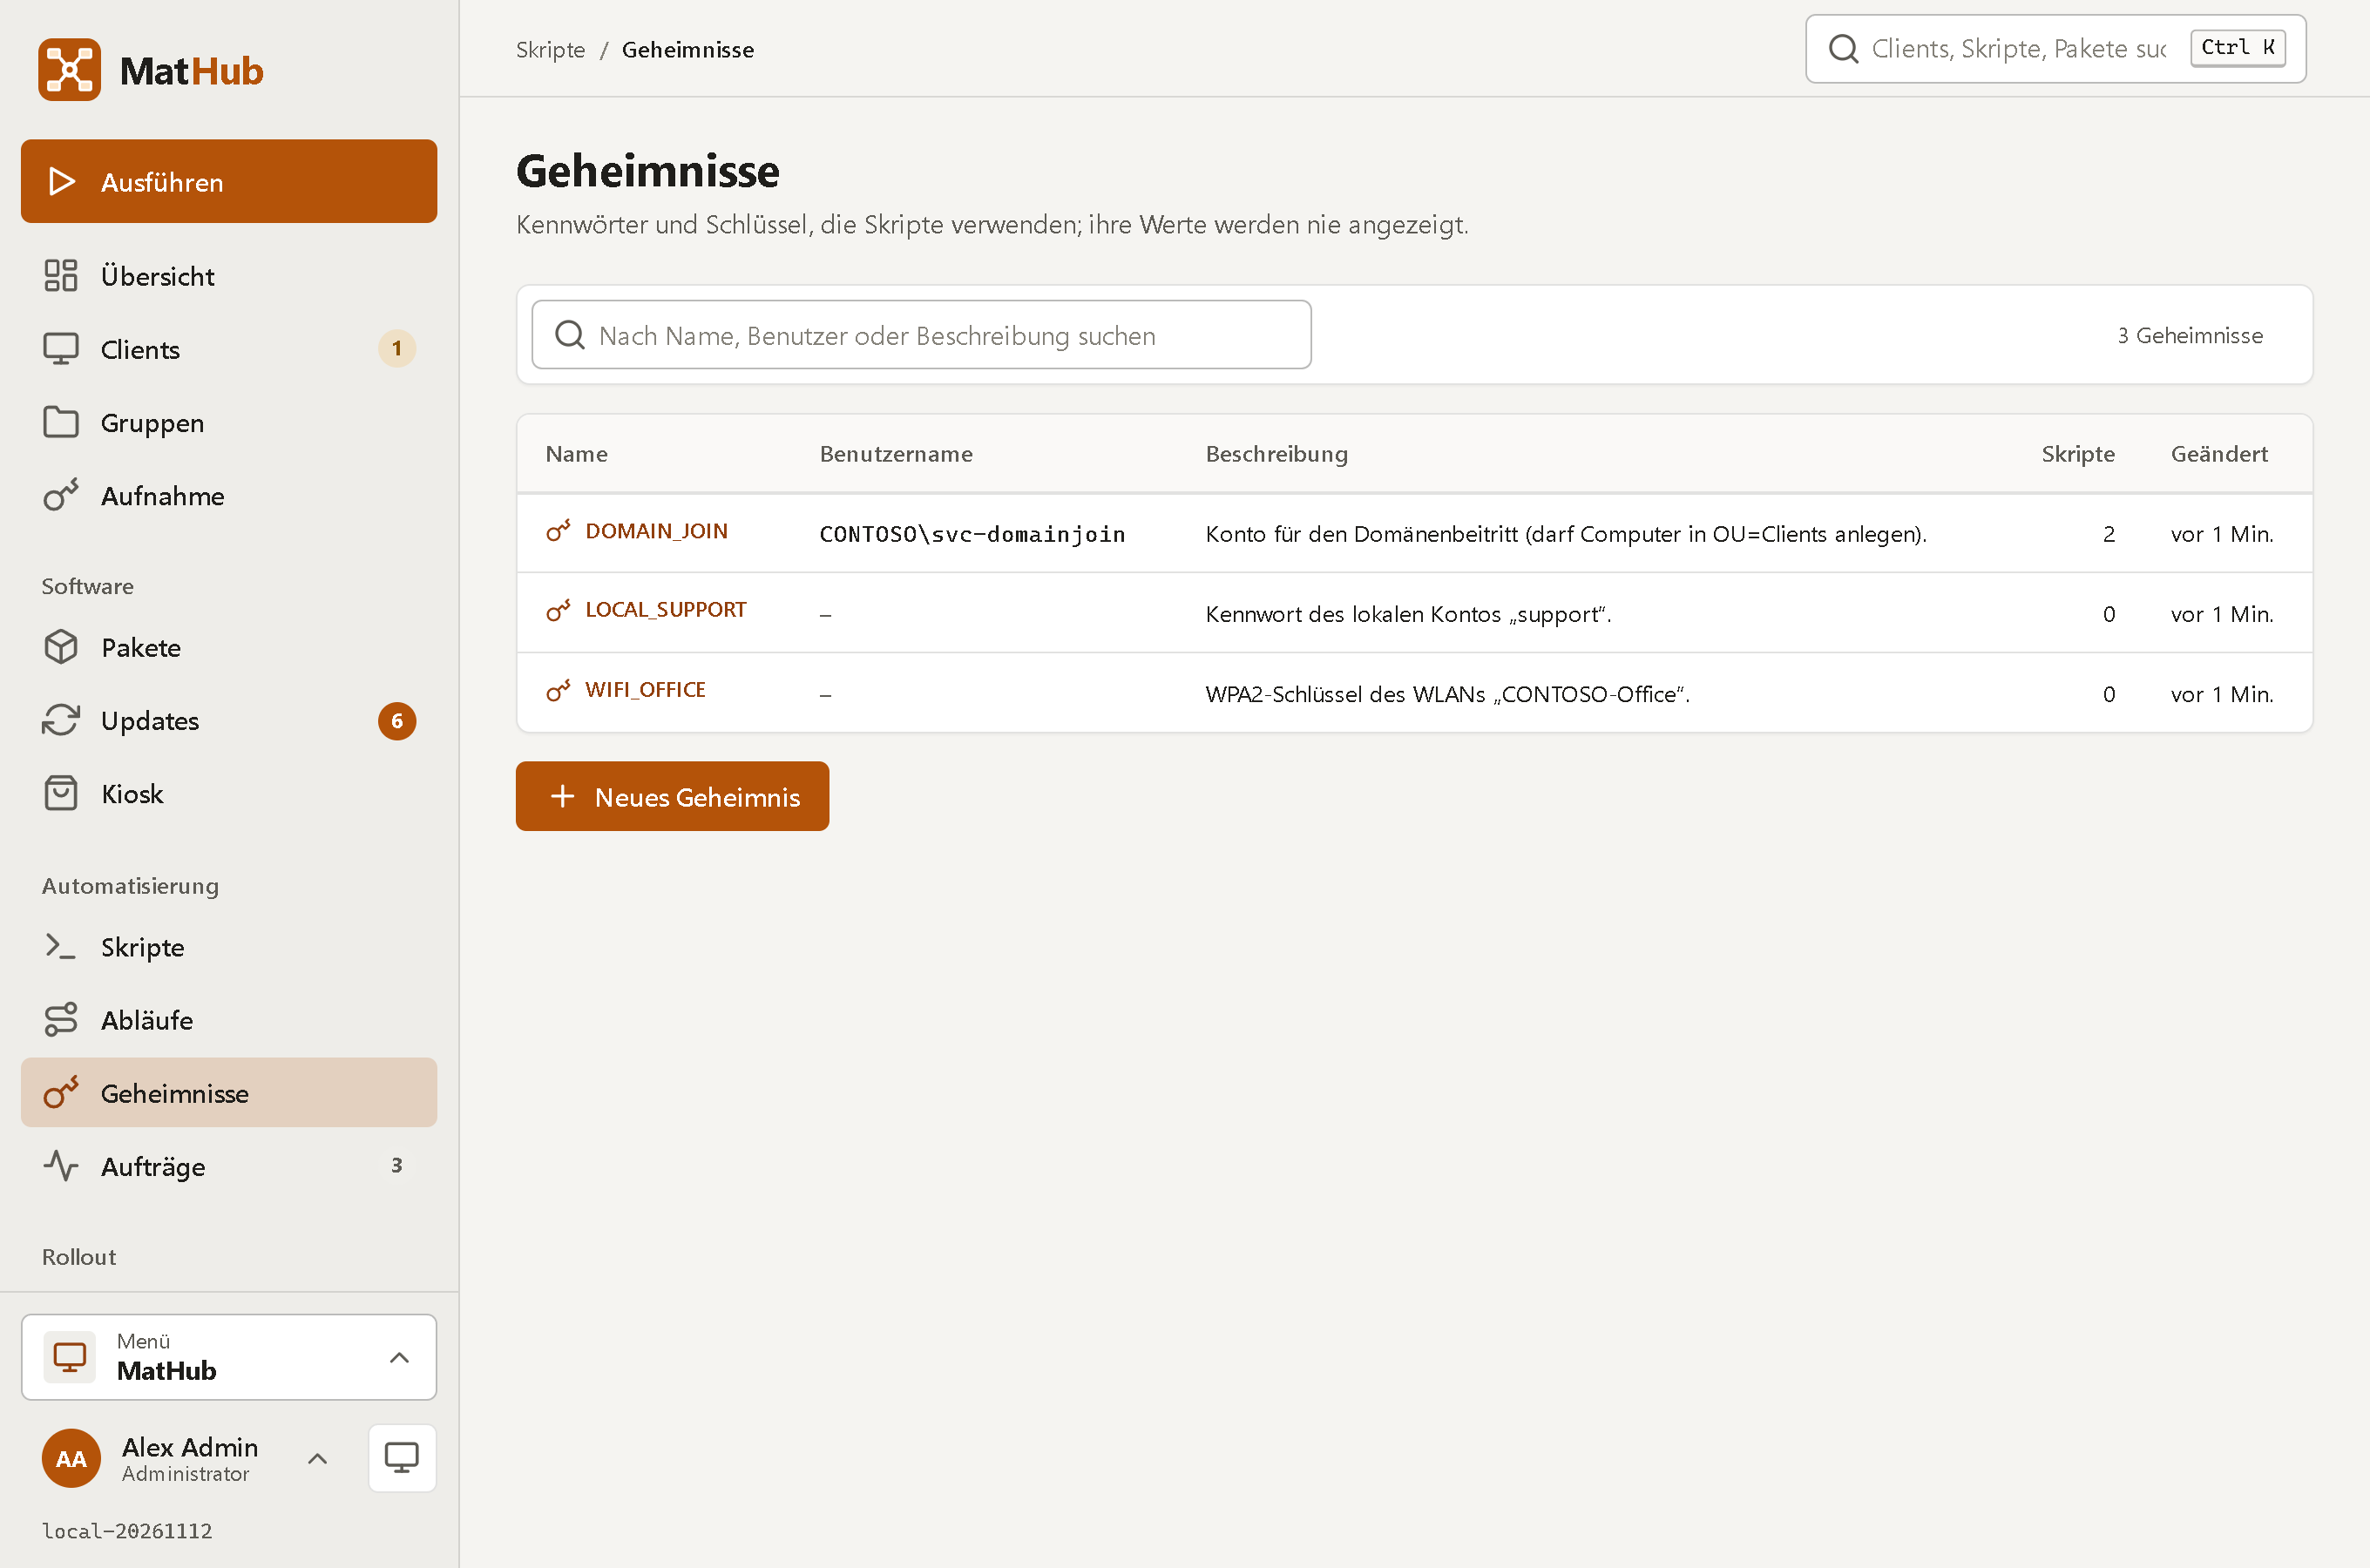 MatHub
Ausführen
Übersicht
Clients 1
Gruppen
Aufnahme
Software
Pakete
Updates 6
Kiosk
Automatisierung
Skripte
Abläufe
Geheimnisse
Aufträge 3
Rollout
Menü
MatHub
AA
Alex Admin
Administrator
local-20261112
Skripte / Geheimnisse
Clients, Skripte, Pakete suc Ctrl K
Geheimnisse
Kennwörter und Schlüssel, die Skripte verwenden; ihre Werte werden nie angezeigt.
Nach Name, Benutzer oder Beschreibung suchen
3 Geheimnisse
Name Benutzername Beschreibung Skripte Geändert
DOMAIN_JOIN CONTOSO\svc-domainjoin Konto für den Domänenbeitritt (darf Computer in OU=Clients anlegen). 2 vor 1 Min.
LOCAL_SUPPORT – Kennwort des lokalen Kontos „support“. 0 vor 1 Min.
WIFI_OFFICE – WPA2-Schlüssel des WLANs „CONTOSO-Office“. 0 vor 1 Min.
Neues Geheimnis